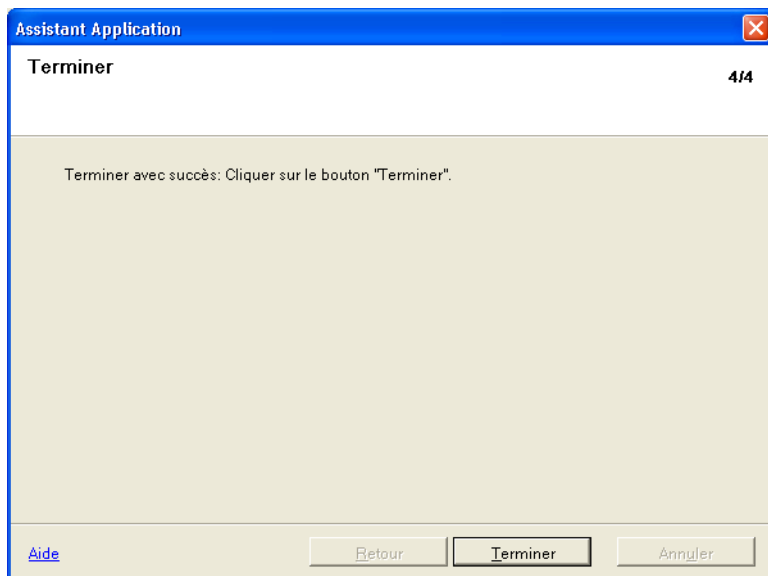 Assistant Application
Terminer
4/4
Terminer avec succès: Cliquer sur le bouton "Terminer".
Aide
Retour
Terminer
Annuler